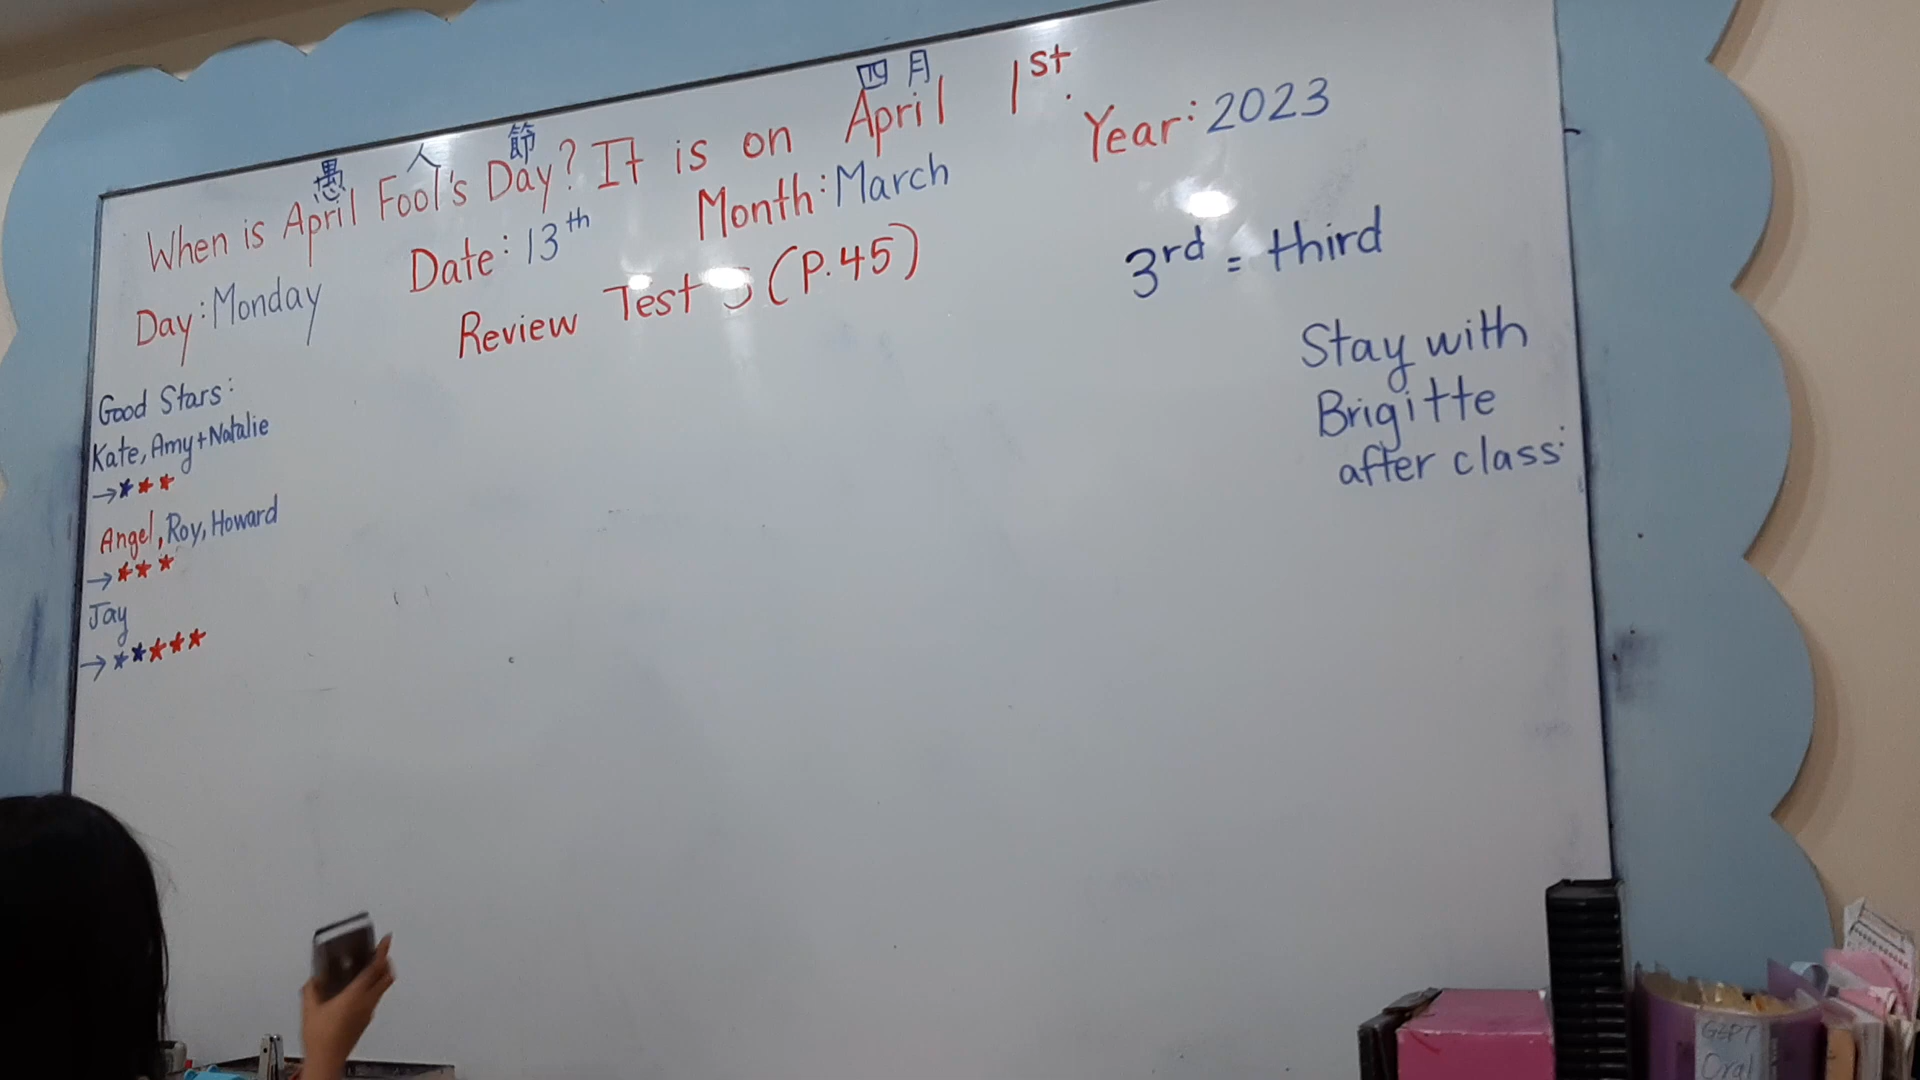 愚 人 節 四月
When is April Fool's Day? It is on April 1st.
Day: Monday Date: 13th Month: March Year: 2023
Review Test 5 (P.45)
3rd = third
Stay with
Brigitte
after class:
Good Stars:
Kate, Amy+Natalie
→★★★
Angel, Roy, Howard
→★★★
Jay
→★★★★★
GEPT
Oral